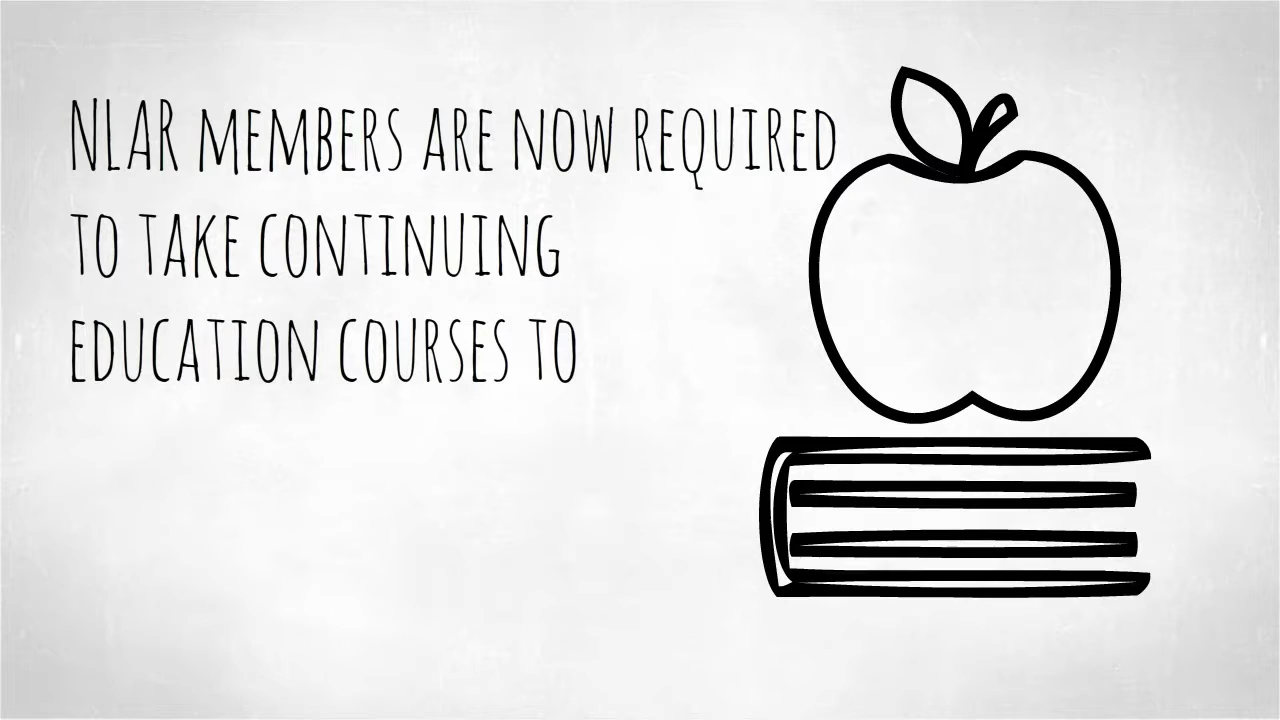 NLAR MEMBERS ARE NOW REQUIRED
TO TAKE CONTINUING
EDUCATION COURSES TO